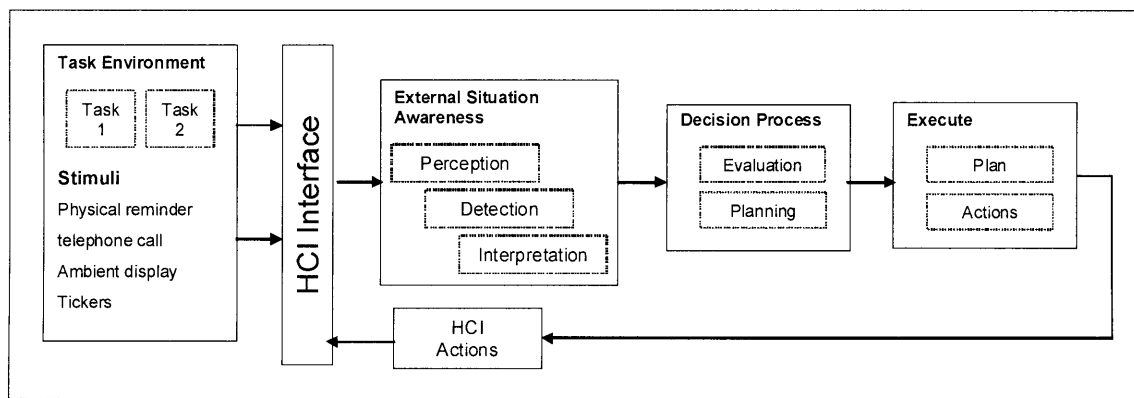 Task Environment
Task
1
Task
2
Stimuli
Physical reminder
telephone call
Ambient display
Tickers
HCI Interface
External Situation
Awareness
Perception
Detection
Interpretation
Decision Process
Evaluation
Planning
Execute
Plan
Actions
HCI
Actions